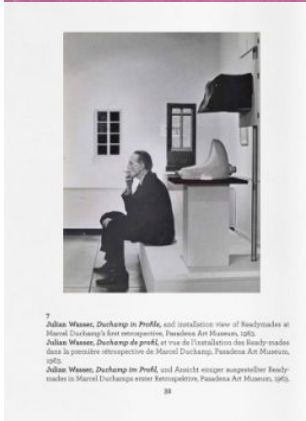 7
Julian Wasser, Duchamp in Profile, and installation view of Readymades at
Marcel Duchamp's first retrospective, Pasadena Art Museum, 1963.
Julian Wasser, Duchamp de profil, et vue de l'installation des Ready-mades
dans la première rétrospective de Marcel Duchamp, Pasadena Art Museum,
1963.
Julian Wasser, Duchamp im Profil, und Ansicht einiger ausgestellter Ready-
mades in Marcel Duchamps erster Retrospektive, Pasadena Art Museum, 1963.